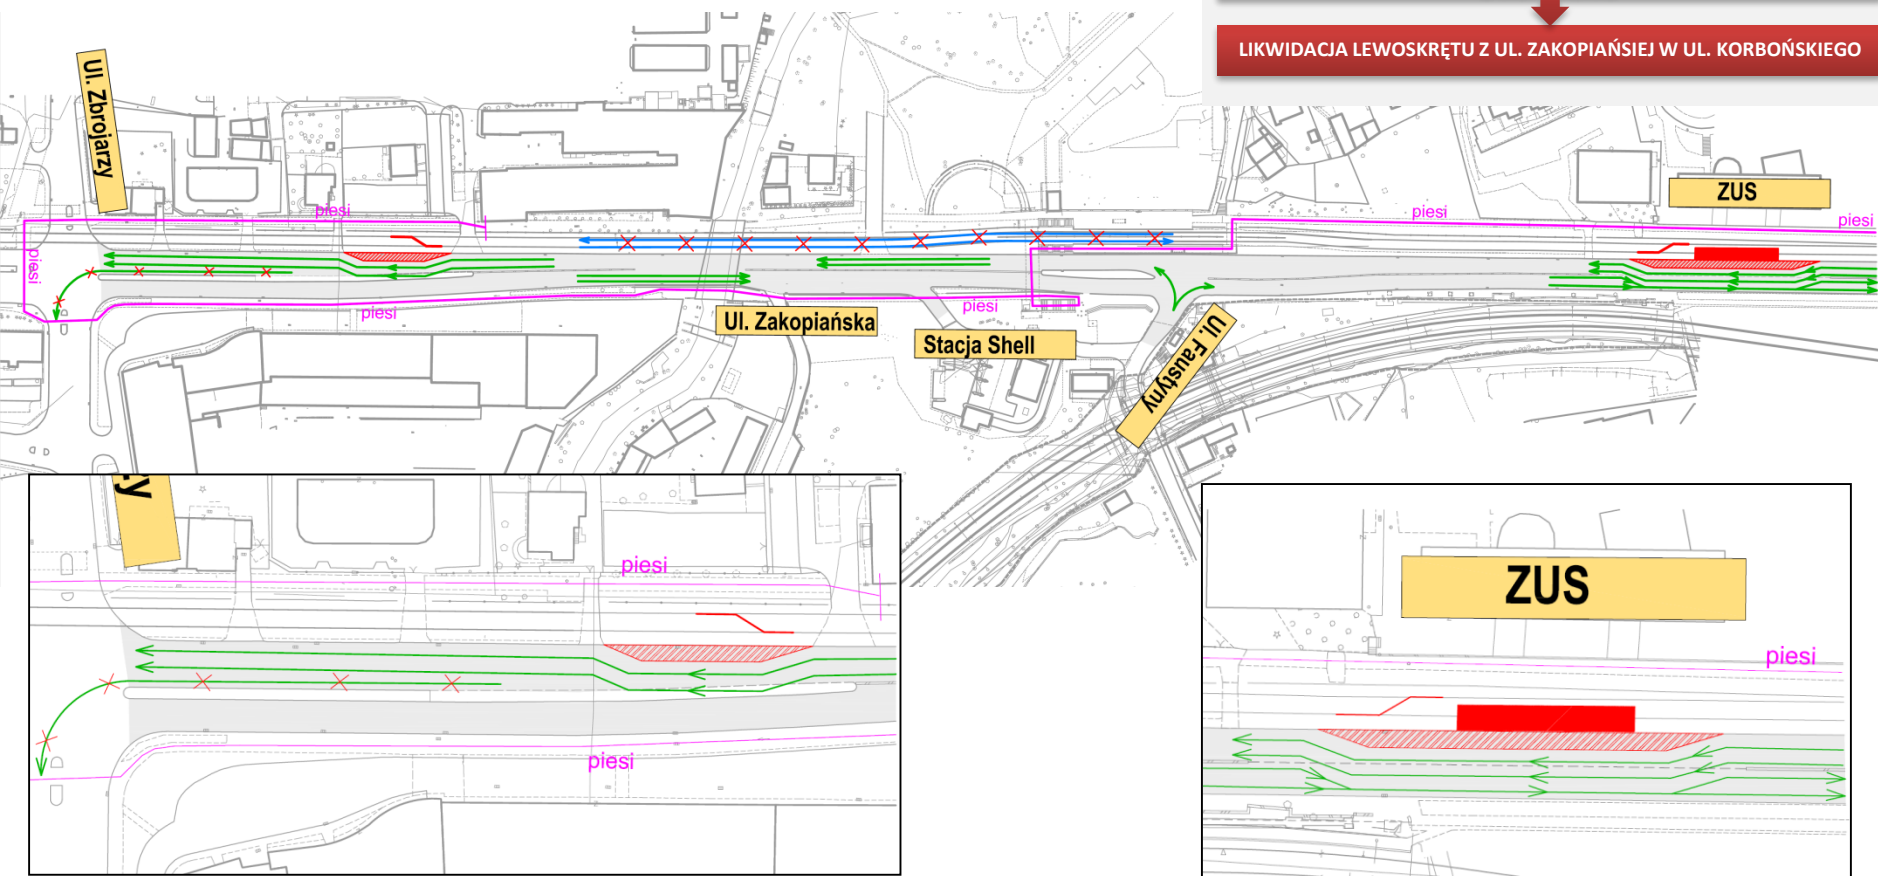 LIKWIDACJA LEWOSKRĘTU Z UL. ZAKOPIAŃSIEJ W UL. KORBOŃSKIEGO
Ul. Zbrojarzy
ZUS
piesi
piesi
piesi
piesi
piesi
piesi
Ul. Zakopiańska
Stacja Shell
Ul. Faustyny
y
piesi
piesi
ZUS
piesi